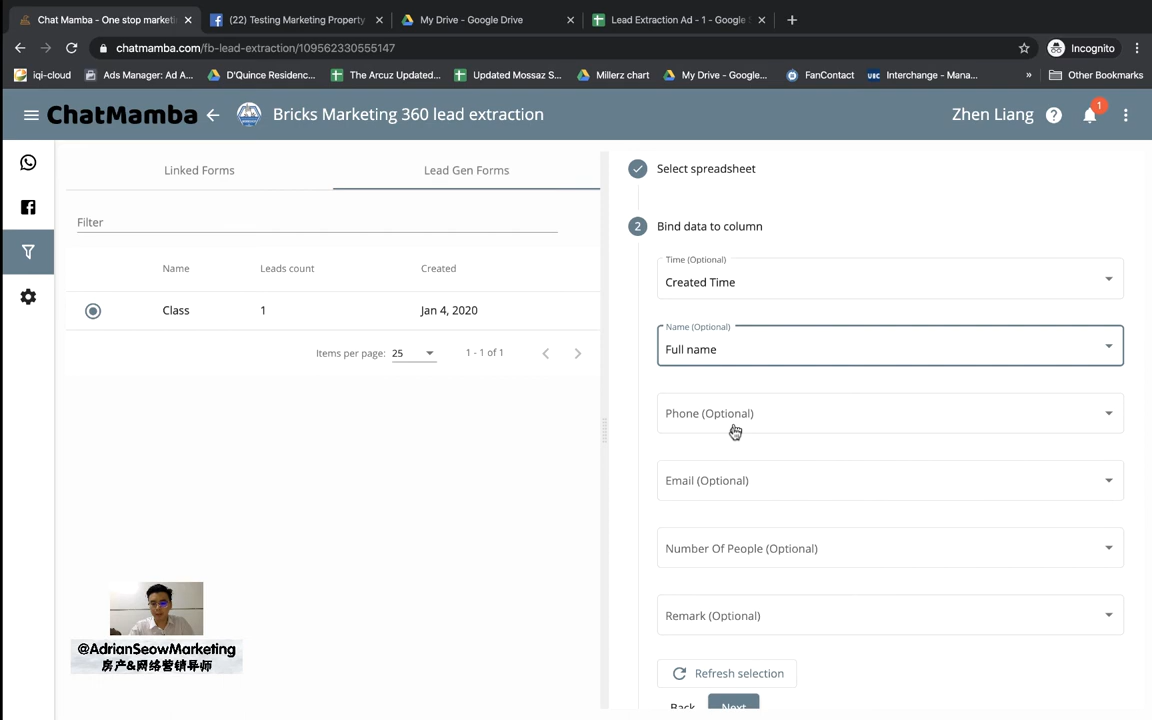 Chat Mamba - One stop marketi
(22) Testing Marketing Property
My Drive - Google Drive
Lead Extraction Ad - 1 - Google S
chatmamba.com/fb-lead-extraction/109562330555147
Incognito
iqi-cloud
Ads Manager: Ad A...
D'Quince Residenc...
The Arcuz Updated...
Updated Mossaz S...
Millerz chart
My Drive - Google...
FanContact
Interchange - Mana...
Other Bookmarks
ChatMamba
Bricks Marketing 360 lead extraction
Zhen Liang
1
Linked Forms
Lead Gen Forms
Filter
Name Leads count Created
Class 1 Jan 4, 2020
Items per page: 25 1 - 1 of 1
Select spreadsheet
2 Bind data to column
Time (Optional)
Created Time
Name (Optional)
Full name
Phone (Optional)
Email (Optional)
Number Of People (Optional)
Remark (Optional)
Refresh selection
Back Next
@AdrianSeowMarketing
房产&网络营销导师